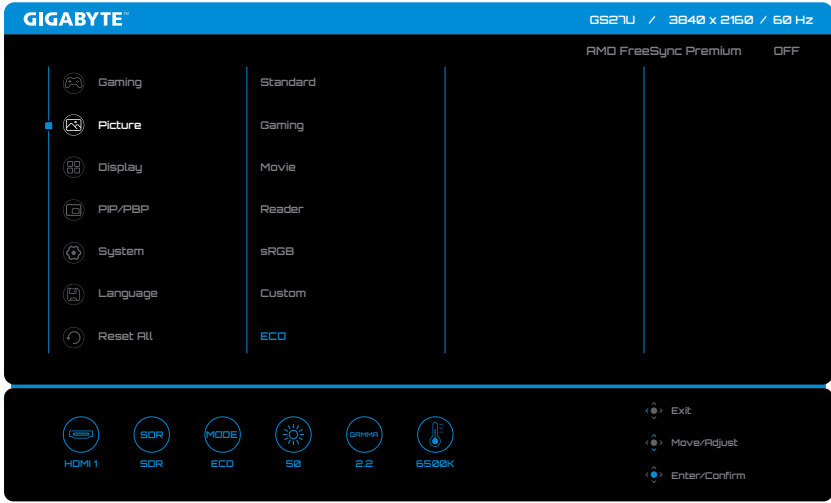 GIGABYTE™
GS27U / 3840 x 2160 / 60 Hz
AMD FreeSync Premium OFF
Gaming
Picture
Display
PIP/PBP
System
Language
Reset All
Standard
Gaming
Movie
Reader
sRGB
Custom
ECO
SDR
MODE
GAMMA
HDMI 1
SDR
ECO
50
2.2
6500K
Exit
Move/Adjust
Enter/Confirm